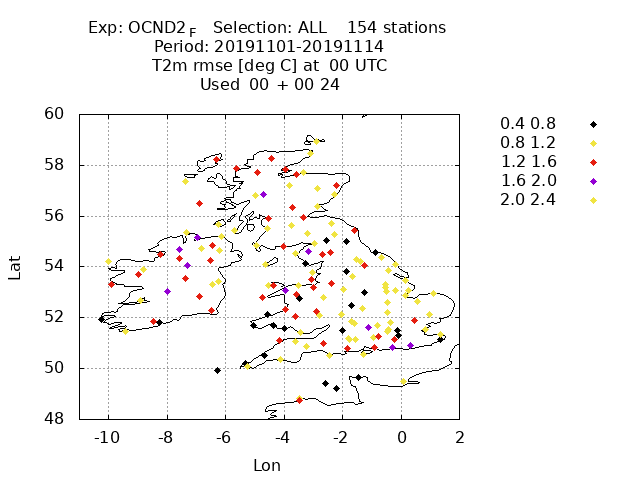 Exp: OCND2_F   Selection: ALL    154 stations
Period: 20191101-20191114
T2m rmse [deg C] at  00 UTC
Used  00 + 00 24
60
58
56
54
52
50
48
Lat
-10 -8 -6 -4 -2 0 2
Lon
0.4 0.8
0.8 1.2
1.2 1.6
1.6 2.0
2.0 2.4